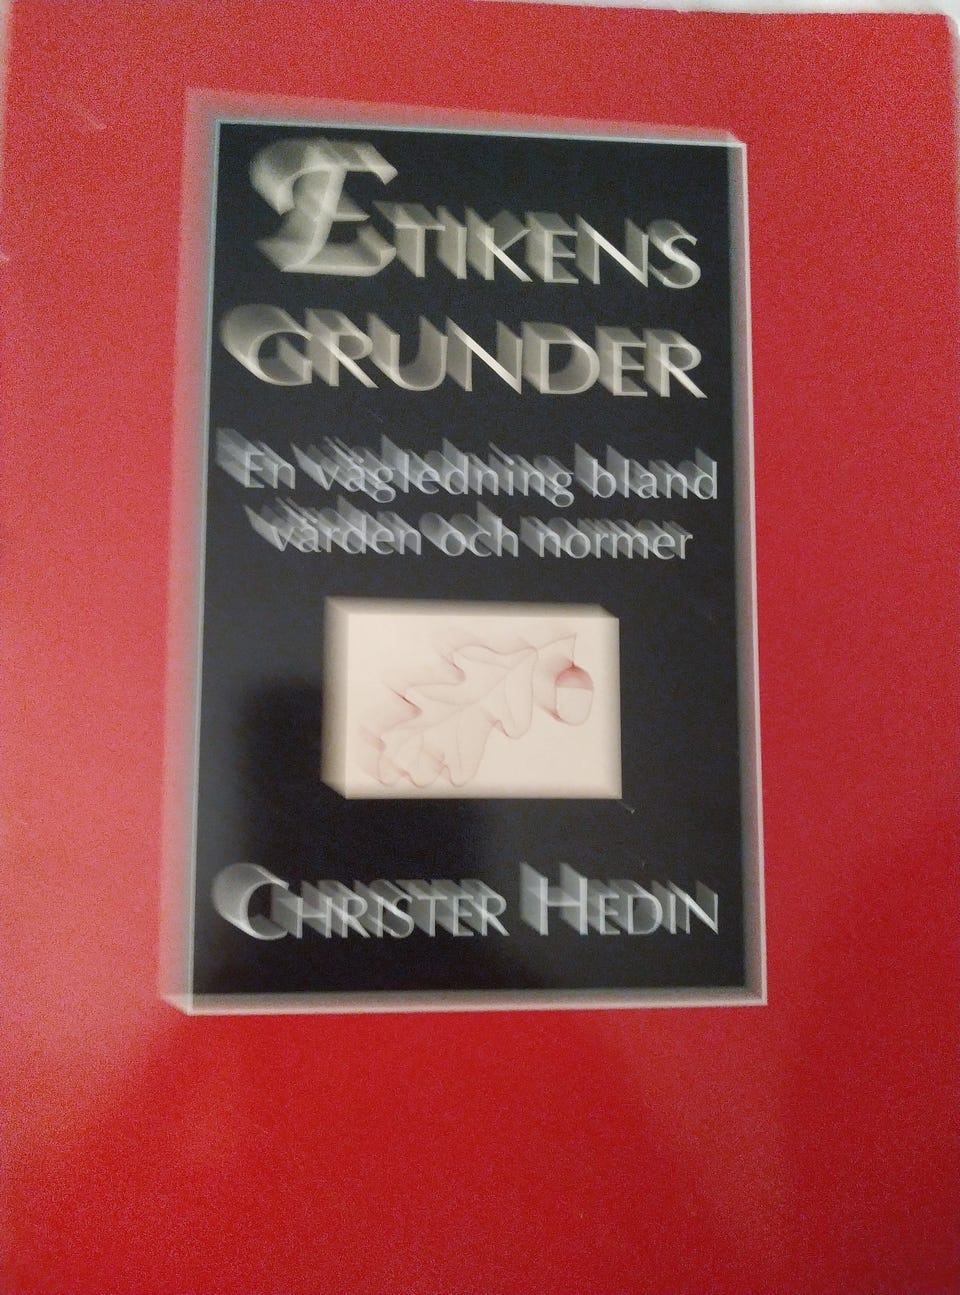 ETIKENS
GRUNDER
En vägledning bland
värden och normer
CHRISTER HEDIN